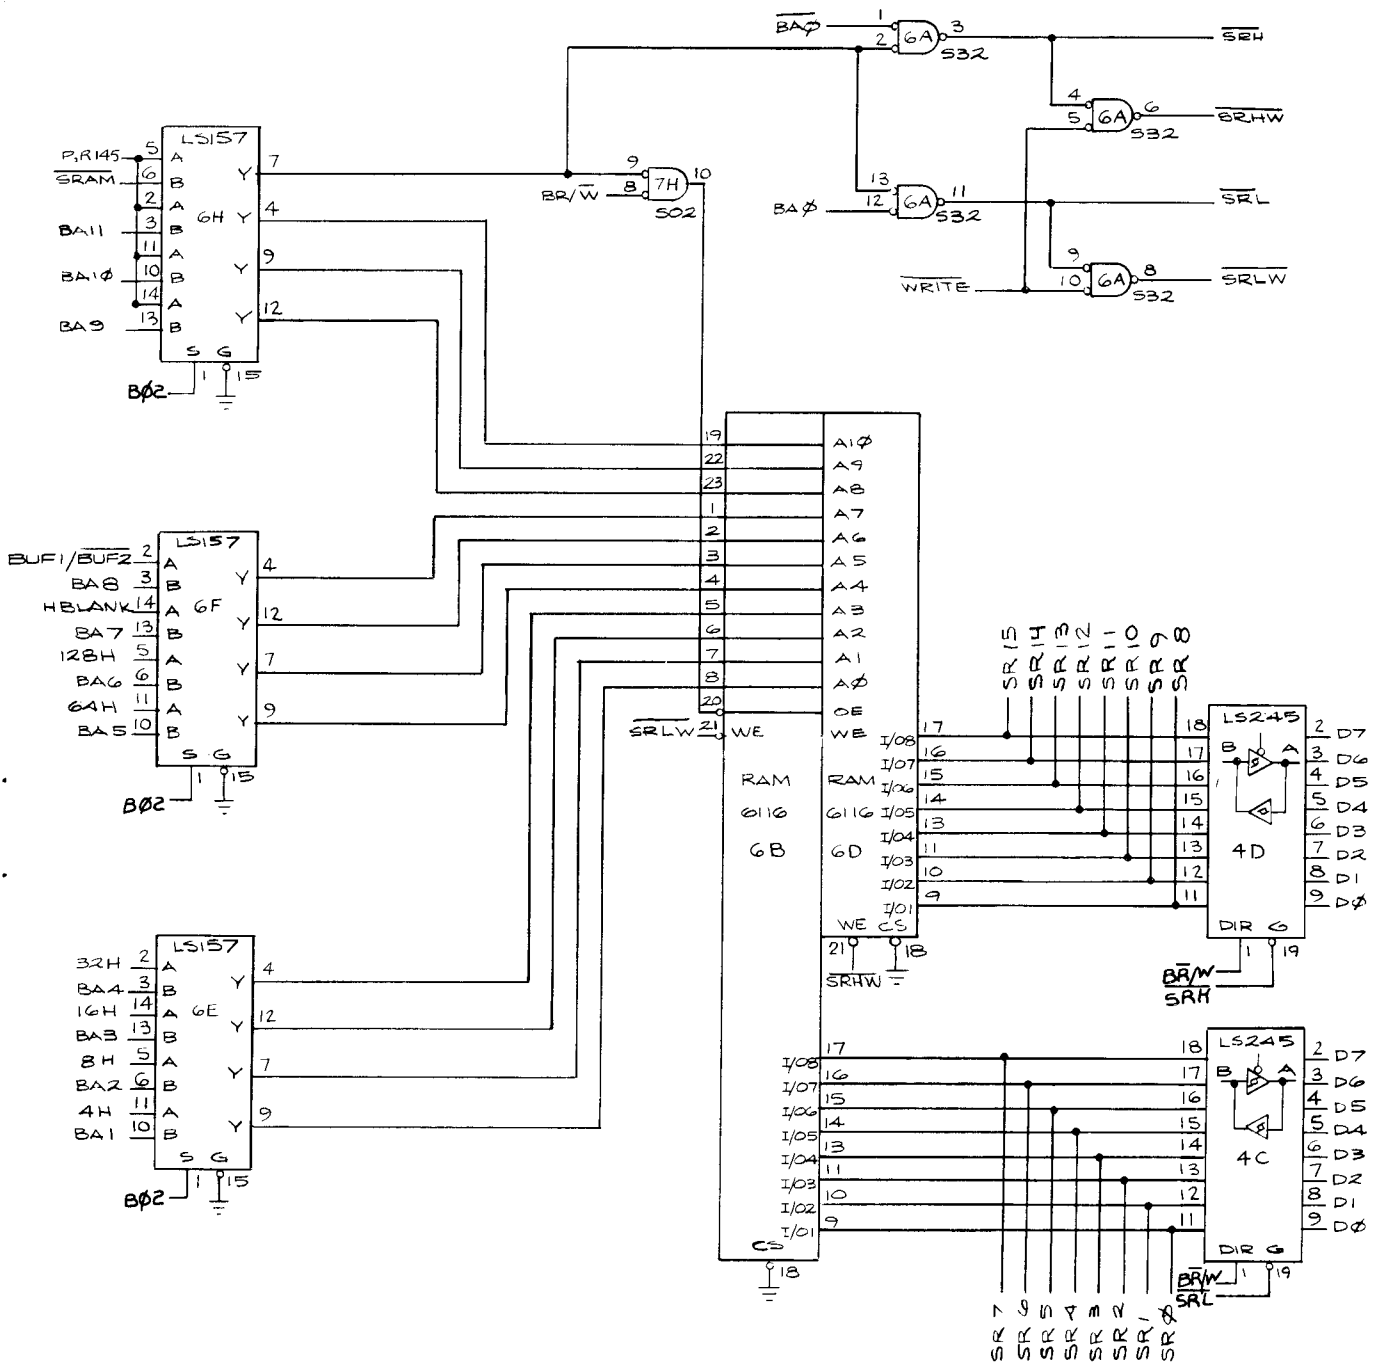 BAφ 1 6A 3 S32 SRH
2
4 6A 6 S32 SRHW
5
LS157
P,R145 5 A Y 7
SRAM 6 B
2 A Y 4
6H
BA11 3 B
11 A Y 9
BA1φ 10 B
14 A Y 12
BA9 13 B
S G
1 15
Bφ2
9 7H 10
BR/W 8
S02
13 6A 11 S32 SRL
BAφ 12
9 6A 8 S32 SRLW
WRITE 10
19 A1φ
22 A9
23 A8
1 A7
2 A6
3 A5
4 A4
5 A3
6 A2
7 A1
8 Aφ
20 OE
SRLW 21 WE WE
RAM RAM
6116 6116
6B 6D
LS157
BUF1/BUF2 2 A Y 4
BA8 3 B
HBLANK 14 A 6F Y 12
BA7 13 B
128H 5 A Y 7
BA6 6 B
64H 11 A Y 9
BA5 10 B
S G
1 15
Bφ2
SR15
SR14
SR13
SR12
SR11
SR10
SR9
SR8
LS245
I/08 17 18 2 D7
B A
I/07 16 17 3 D6
I/06 15 16 4 D5
I/05 14 15 5 D4
I/04 13 14 6 D3
I/03 11 13 4D 7 D2
I/02 10 12 8 D1
I/01 9 11 9 Dφ
WE CS
21 18
SRHW
DIR G
1 19
BR/W
SRH
LS157
32H 2 A Y 4
BA4 3 B
16H 14 A 6E Y 12
BA3 13 B
8H 5 A Y 7
BA2 6 B
4H 11 A Y 9
BA1 10 B
S G
1 15
Bφ2
LS245
I/08 17 18 2 D7
B A
I/07 16 17 3 D6
I/06 15 16 4 D5
I/05 14 15 5 D4
I/04 13 14 6 D3
I/03 11 13 4C 7 D2
I/02 10 12 8 D1
I/01 9 11 9 Dφ
CS
18
DIR G
1 19
BR/W
SRL
SR7
SR6
SR5
SR4
SR3
SR2
SR1
SRφ